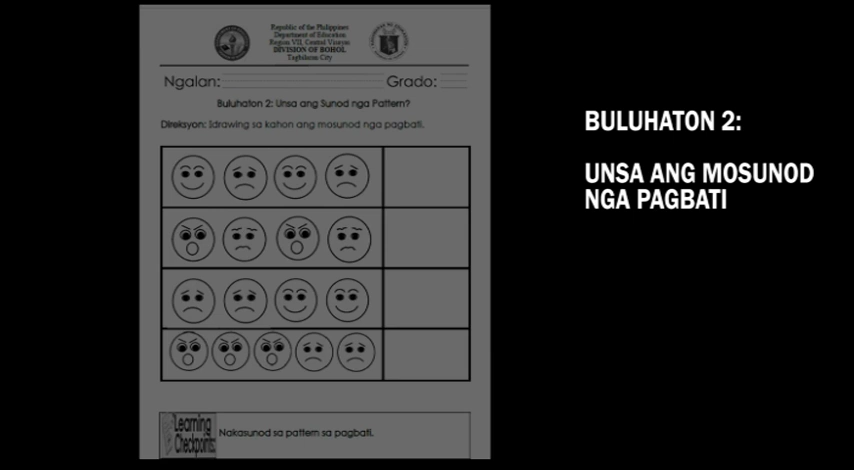 Republic of the Philippines
Department of Education
Region VII, Central Visayas
DIVISION OF BOHOL
Tagbilaran City
Ngalan: Grado:
Buluhaton 2: Unsa ang Sunod nga Pattern?
Direksyon: Idrawing sa kahon ang mosunod nga pagbati.
Learning
Checkpoints
Nakasunod sa pattern sa pagbati.
BULUHATON 2:
UNSA ANG MOSUNOD
NGA PAGBATI